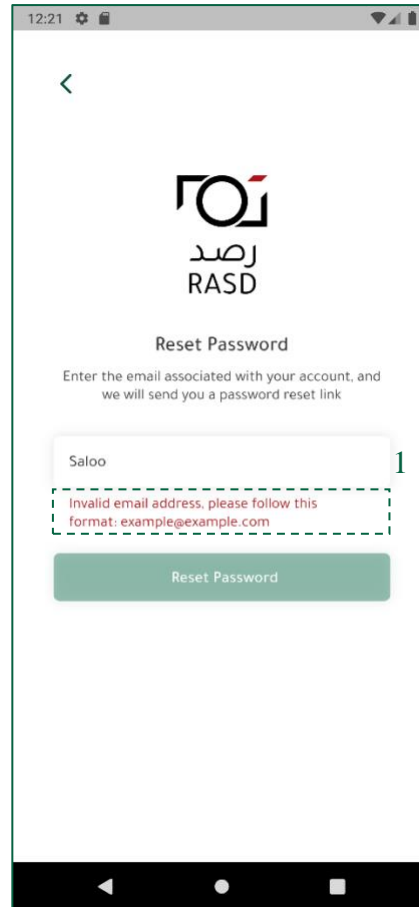 12:21
رصد
RASD
Reset Password
Enter the email associated with your account, and
we will send you a password reset link
Saloo
1
Invalid email address, please follow this
format: example@example.com
Reset Password